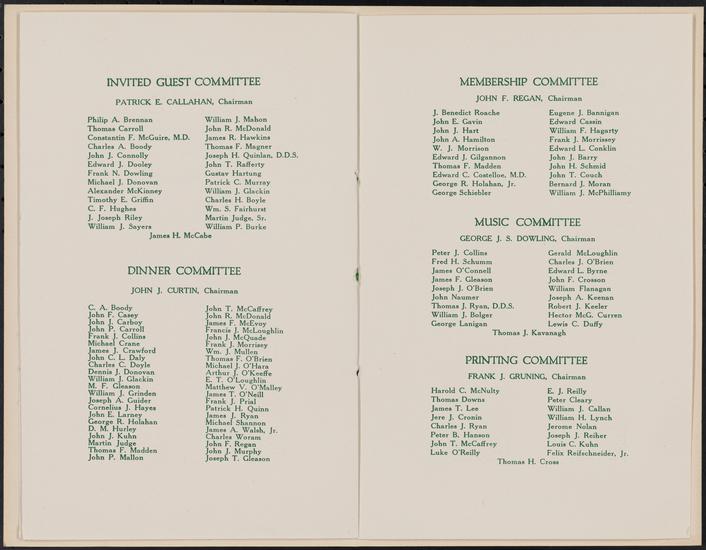 INVITED GUEST COMMITTEE
PATRICK E. CALLAHAN, Chairman
Philip A. Brennan
Thomas Carroll
Constantin F. McGuire, M.D.
Charles A. Boody
John J. Connolly
Edward J. Dooley
Frank N. Dowling
Michael J. Donovan
Alexander McKinney
Timothy E. Griffin
C. F. Hughes
J. Joseph Riley
William J. Sayers
William J. Mahon
John R. McDonald
James R. Hawkins
Thomas F. Magner
Joseph H. Quinlan, D.D.S.
John T. Rafferty
Gustav Hartung
Patrick C. Murray
William J. Glackin
Charles H. Boyle
Wm. S. Fairhurst
Martin Judge, Sr.
William P. Burke
James H. McCabe
DINNER COMMITTEE
JOHN J. CURTIN, Chairman
C. A. Boody
John F. Casey
John J. Carboy
John P. Carroll
Frank J. Collins
Michael Crane
James J. Crawford
John C. L. Daly
Charles C. Doyle
Dennis J. Donovan
William J. Glackin
M. F. Gleason
William J. Grinden
Joseph A. Guider
Cornelius J. Hayes
John E. Larney
George R. Holahan
D. M. Hurley
John J. Kuhn
Martin Judge
Thomas F. Madden
John P. Mallon
John T. McCaffrey
John R. McDonald
James F. McEvoy
Francis J. McLoughlin
John J. McQuade
Frank J. Morrisey
Wm. J. Mullen
Thomas F. O'Brien
Michael J. O'Hara
Arthur J. O'Keeffe
E. T. O'Loughlin
Matthew V. O'Malley
James T. O'Neill
Frank J. Prial
Patrick H. Quinn
James J. Ryan
Michael Shannon
James A. Walsh, Jr.
Charles Woram
John F. Regan
John J. Murphy
Joseph T. Gleason
MEMBERSHIP COMMITTEE
JOHN F. REGAN, Chairman
J. Benedict Roache
John E. Gavin
John J. Hart
John A. Hamilton
W. J. Morrison
Edward J. Gilgannon
Thomas F. Madden
Edward C. Costelloe, M.D.
George R. Holahan, Jr.
George Schiebler
Eugene J. Bannigan
Edward Cassin
William F. Hagarty
Frank J. Morrissey
Edward L. Conklin
John J. Barry
John H. Schmid
John T. Couch
Bernard J. Moran
William J. McPhilliamy
MUSIC COMMITTEE
GEORGE J. S. DOWLING, Chairman
Peter J. Collins
Fred H. Schumm
James O'Connell
James F. Gleason
Joseph J. O'Brien
John Naumer
Thomas J. Ryan, D.D.S.
William J. Bolger
George Lanigan
Gerald McLoughlin
Charles J. O'Brien
Edward L. Byrne
John F. Crosson
William Flanagan
Joseph A. Keenan
Robert J. Keeler
Hector McG. Curren
Lewis C. Duffy
Thomas J. Kavanagh
PRINTING COMMITTEE
FRANK J. GRUNING, Chairman
Harold C. McNulty
Thomas Downs
James T. Lee
Jere J. Cronin
Charles J. Ryan
Peter B. Hanson
John T. McCaffrey
Luke O'Reilly
E. J. Reilly
Peter Cleary
William J. Callan
William H. Lynch
Jerome Nolan
Joseph J. Reiher
Louis C. Kuhn
Felix Reifschneider, Jr.
Thomas H. Cross